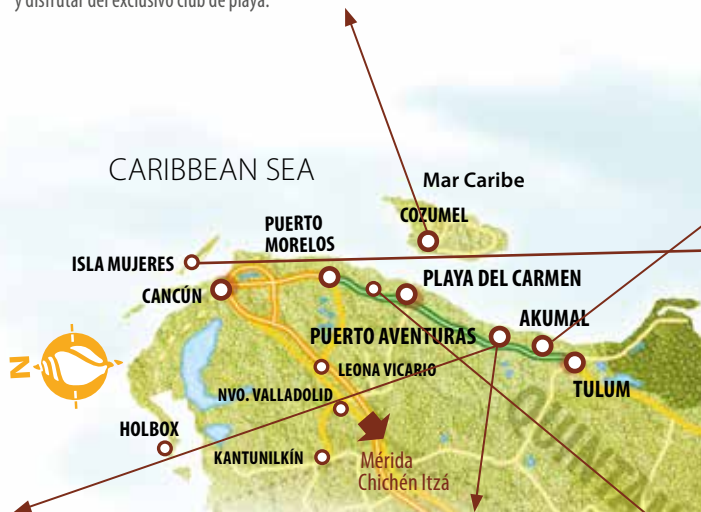 y disfrutar del exclusivo club de playa.
CARIBBEAN SEA
Mar Caribe
COZUMEL
PUERTO
MORELOS
ISLA MUJERES
PLAYA DEL CARMEN
CANCÚN
AKUMAL
PUERTO AVENTURAS
N
LEONA VICARIO
TULUM
NVO. VALLADOLID
HOLBOX
KANTUNILKÍN
Mérida
Chichén Itzá